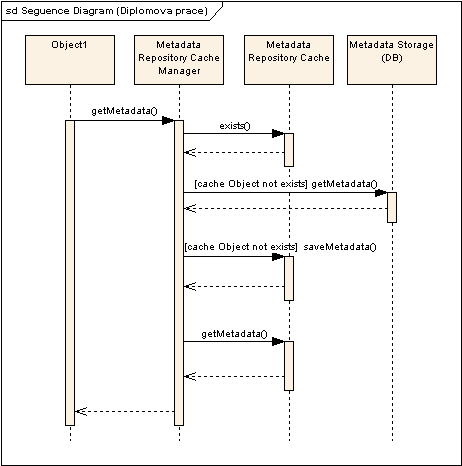 sd Seguence Diagram (Diplomova prace)
Object1
Metadata
Repository Cache
Manager
Metadata
Repository Cache
Metadata Storage
(DB)
getMetadata()
exists()
[cache Object not exists] getMetadata()
[cache Object not exists] saveMetadata()
getMetadata()